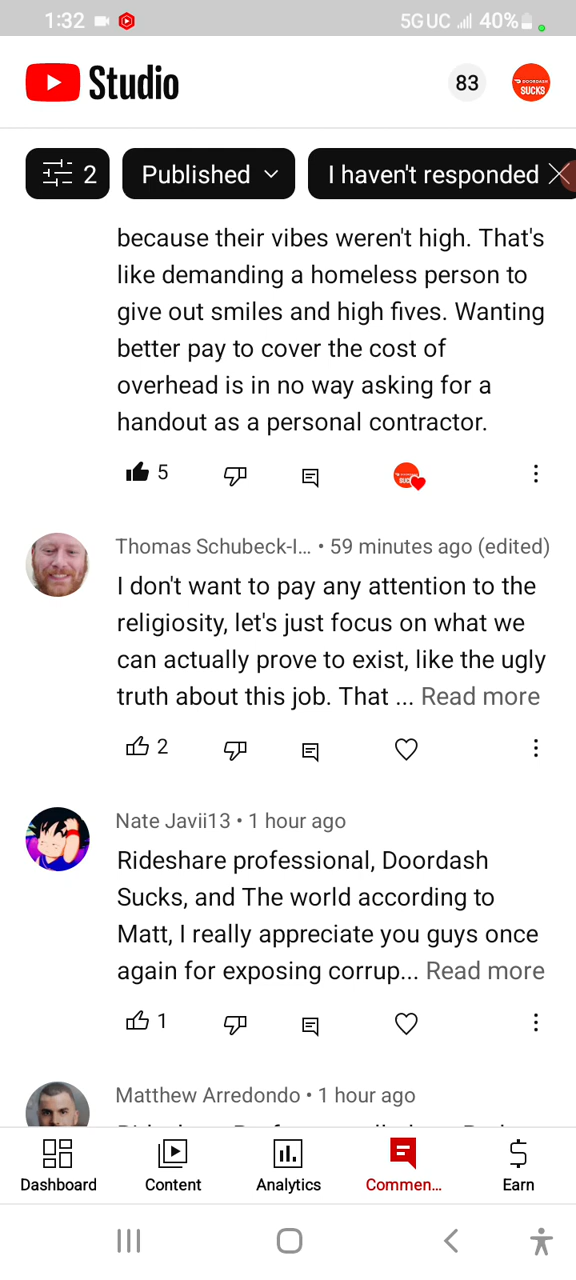 1:32
5G UC
40%
Studio
83
DOORDASH
SUCKS
2
Published
I haven't responded
because their vibes weren't high. That's
like demanding a homeless person to
give out smiles and high fives. Wanting
better pay to cover the cost of
overhead is in no way asking for a
handout as a personal contractor.
5
Thomas Schubeck-I... • 59 minutes ago (edited)
I don't want to pay any attention to the
religiosity, let's just focus on what we
can actually prove to exist, like the ugly
truth about this job. That ... Read more
2
Nate Javii13 • 1 hour ago
Rideshare professional, Doordash
Sucks, and The world according to
Matt, I really appreciate you guys once
again for exposing corrup... Read more
1
Matthew Arredondo • 1 hour ago
Dashboard
Content
Analytics
Commen...
Earn